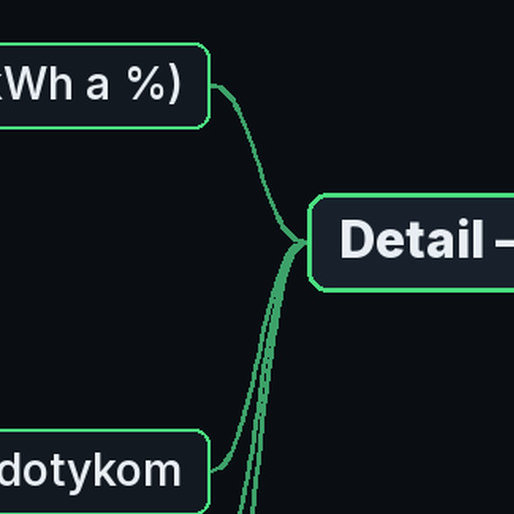 Wh a %)
Detail –
dotykom